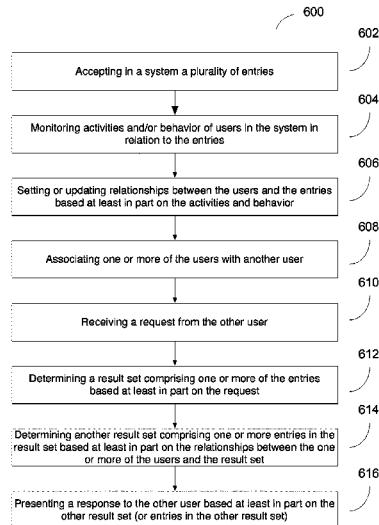 600
602
Accepting in a system a plurality of entries
604
Monitoring activities and/or behavior of users in the system in
relation to the entries
606
Setting or updating relationships between the users and the entries
based at least in part on the activities and behavior
608
Associating one or more of the users with another user
610
Receiving a request from the other user
612
Determining a result set comprising one or more of the entries
based at least in part on the request
614
Determining another result set comprising one or more entries in the
result set based at least in part on the relationships between the one
or more of the users and the result set
616
Presenting a response to the other user based at least in part on the
other result set (or entries in the other result set)